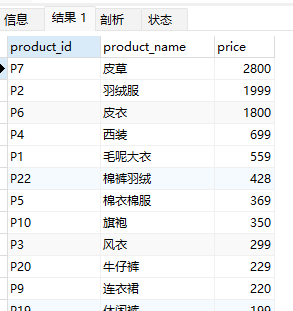 信息 结果 1 剖析 状态
product_id product_name price
P7 皮草 2800
P2 羽绒服 1999
P6 皮衣 1800
P4 西装 699
P1 毛呢大衣 559
P22 棉裤羽绒 428
P5 棉衣棉服 369
P10 旗袍 350
P3 风衣 299
P20 牛仔裤 229
P9 连衣裙 220
P19 休闲裤 199